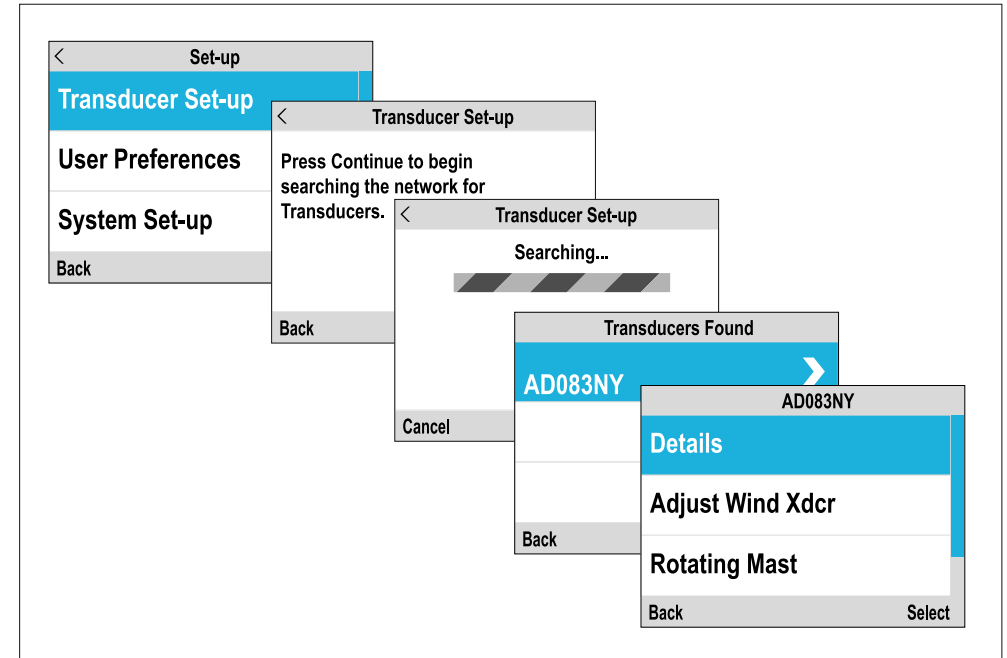 Set-up
Transducer Set-up
User Preferences
System Set-up
Back
Transducer Set-up
Press Continue to begin
searching the network for
Transducers.
Back
Transducer Set-up
Searching...
Cancel
Transducers Found
AD083NY
Back
AD083NY
Details
Adjust Wind Xdcr
Rotating Mast
Back Select